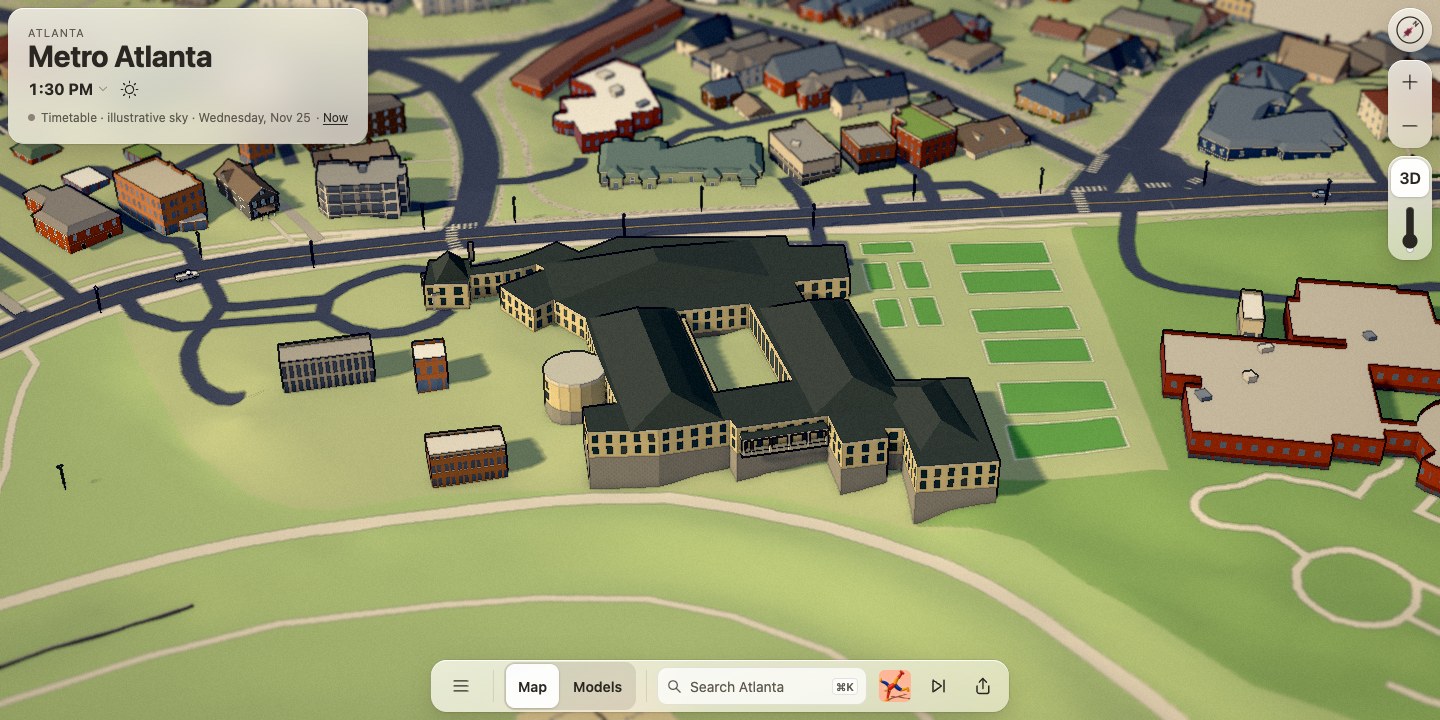 ATLANTA
Metro Atlanta
1:30 PM
Timetable · illustrative sky · Wednesday, Nov 25 · Now
N
3D
Map
Models
Search Atlanta
⌘K